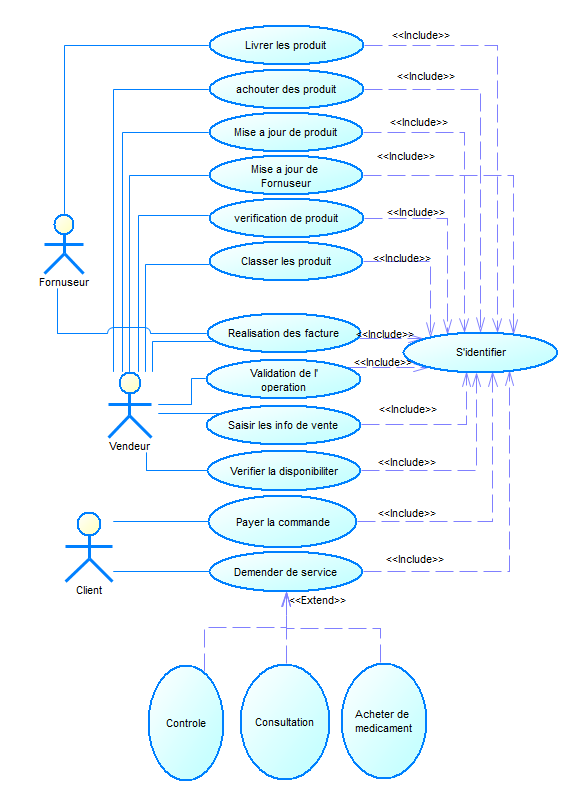 Livrer les produit
<<Include>>
achouter des produit
<<Include>>
Mise a jour de produit
<<Include>>
Mise a jour de
Fornuseur
<<Include>>
verification de produit
<<Include>>
Classer les produit
<<Include>>
Fornuseur
Realisation des facture
<<Include>>
S'identifier
Validation de l'
operation
<<Include>>
Saisir les info de vente
<<Include>>
Vendeur
Verifier la disponibiliter
<<Include>>
Payer la commande
<<Include>>
Client
Demender de service
<<Include>>
<<Extend>>
Controle
Consultation
Acheter de
medicament